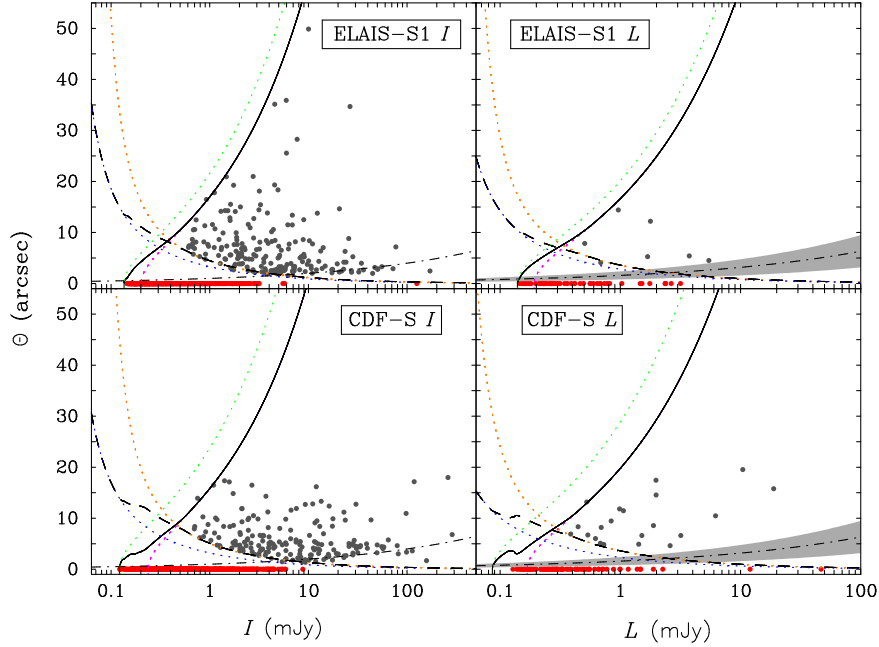 ELAIS−S1 I
ELAIS−S1 L
50
40
30
20
10
0
CDF−S I
CDF−S L
50
40
30
20
10
0
Θ (arcsec)
0.1 1 10 100
0.1 1 10 100
I (mJy)
L (mJy)